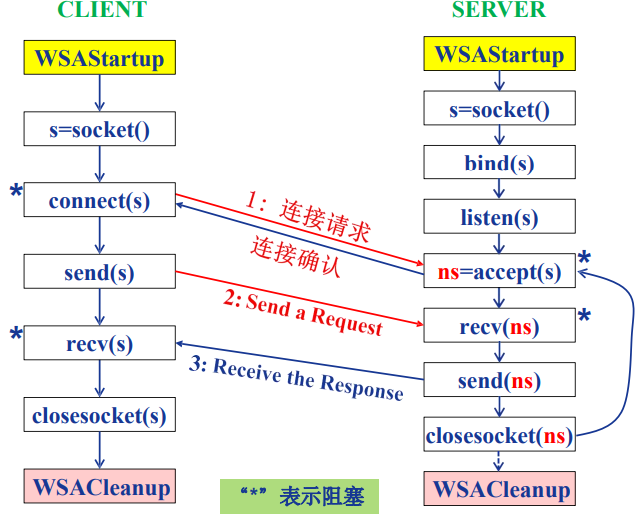 CLIENT
WSAStartup
s=socket()
connect(s)
send(s)
recv(s)
closesocket(s)
WSACleanup
*
*
1：连接请求
连接确认
2: Send a Request
3: Receive the Response
“*” 表示阻塞
SERVER
WSAStartup
s=socket()
bind(s)
listen(s)
ns=accept(s)
recv(ns)
send(ns)
closesocket(ns)
WSACleanup
*
*